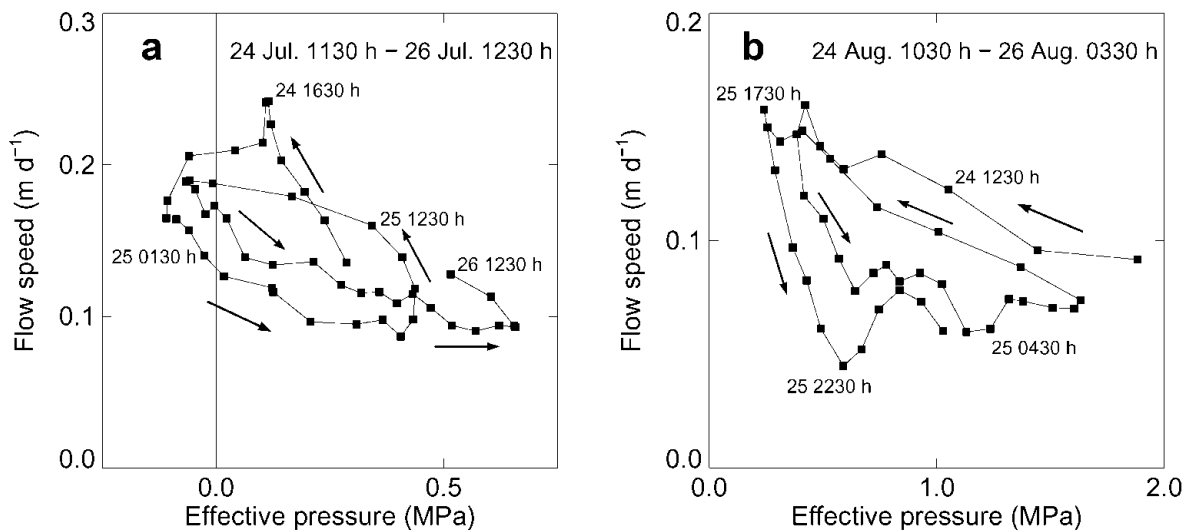 a
24 Jul. 1130 h − 26 Jul. 1230 h
0.3
0.2
0.1
0.0
Flow speed (m d⁻¹)
24 1630 h
25 1230 h
25 0130 h
26 1230 h
0.0
0.5
Effective pressure (MPa)
b
24 Aug. 1030 h − 26 Aug. 0330 h
0.2
0.1
0.0
Flow speed (m d⁻¹)
25 1730 h
24 1230 h
25 0430 h
25 2230 h
0.0
1.0
2.0
Effective pressure (MPa)